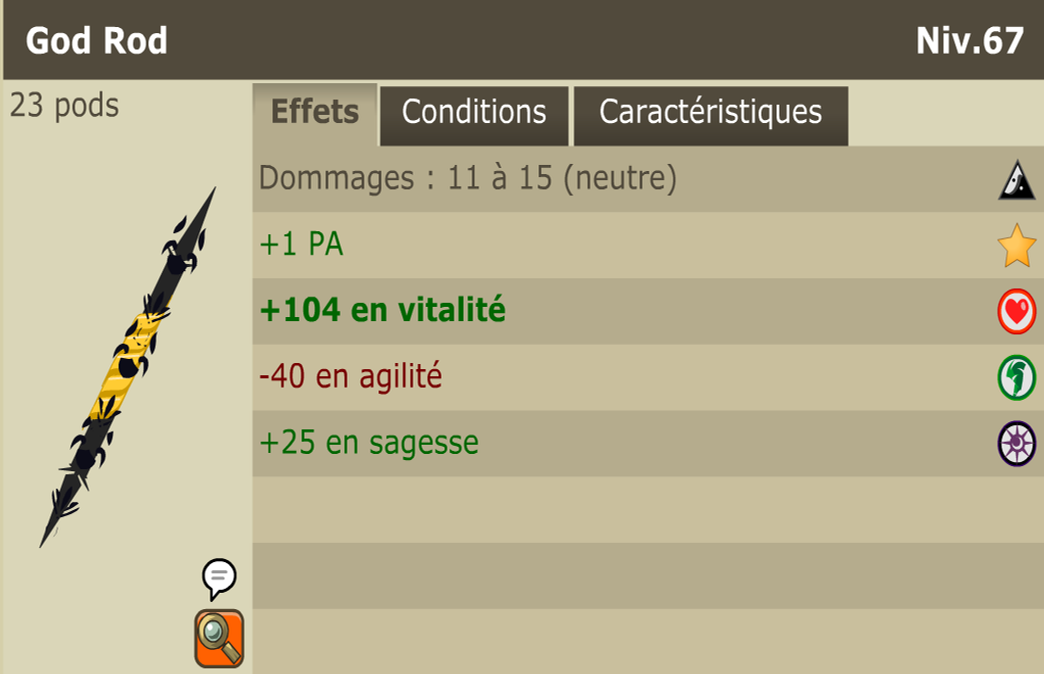 God Rod
Niv.67
23 pods
Effets
Conditions
Caractéristiques
Dommages : 11 à 15 (neutre)
+1 PA
+104 en vitalité
-40 en agilité
+25 en sagesse